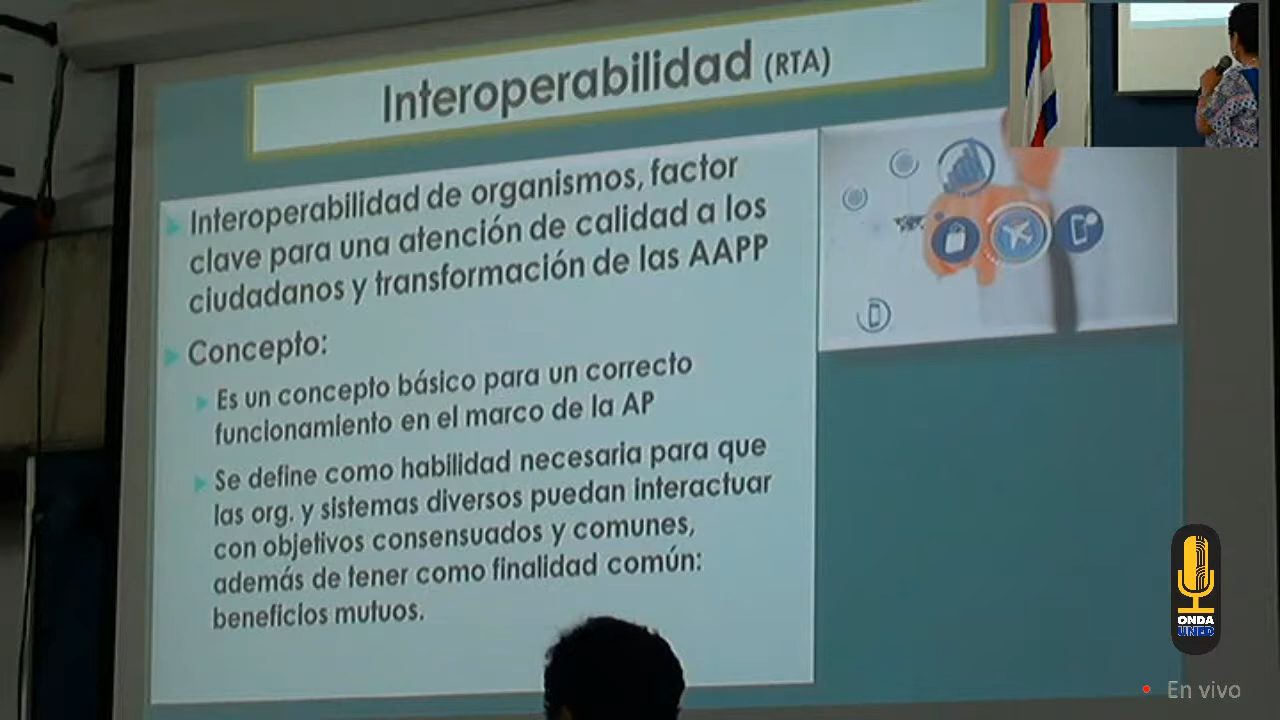 Interoperabilidad (RTA)
Interoperabilidad de organismos, factor
clave para una atención de calidad a los
ciudadanos y transformación de las AAPP
Concepto:
Es un concepto básico para un correcto
funcionamiento en el marco de la AP
Se define como habilidad necesaria para que
las org. y sistemas diversos puedan interactuar
con objetivos consensuados y comunes,
además de tener como finalidad común:
beneficios mutuos.
ONDA
UNED
En vivo